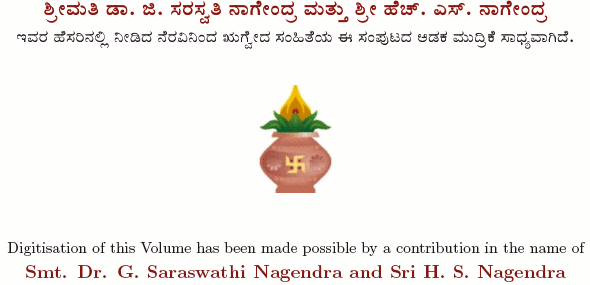 ಶ್ರೀಮತಿ ಡಾ. ಜಿ. ಸರಸ್ವತಿ ನಾಗೇಂದ್ರ ಮತ್ತು ಶ್ರೀ ಹೆಚ್. ಎಸ್. ನಾಗೇಂದ್ರ
ಇವರ ಹೆಸರಿನಲ್ಲಿ ನೀಡಿದ ನೆರವಿನಿಂದ ಋಗ್ವೇದ ಸಂಹಿತೆಯ ಈ ಸಂಪುಟದ ಅಡಕ ಮುದ್ರಿಕೆ ಸಾಧ್ಯವಾಗಿದೆ.
Digitisation of this Volume has been made possible by a contribution in the name of
Smt. Dr. G. Saraswathi Nagendra and Sri H. S. Nagendra